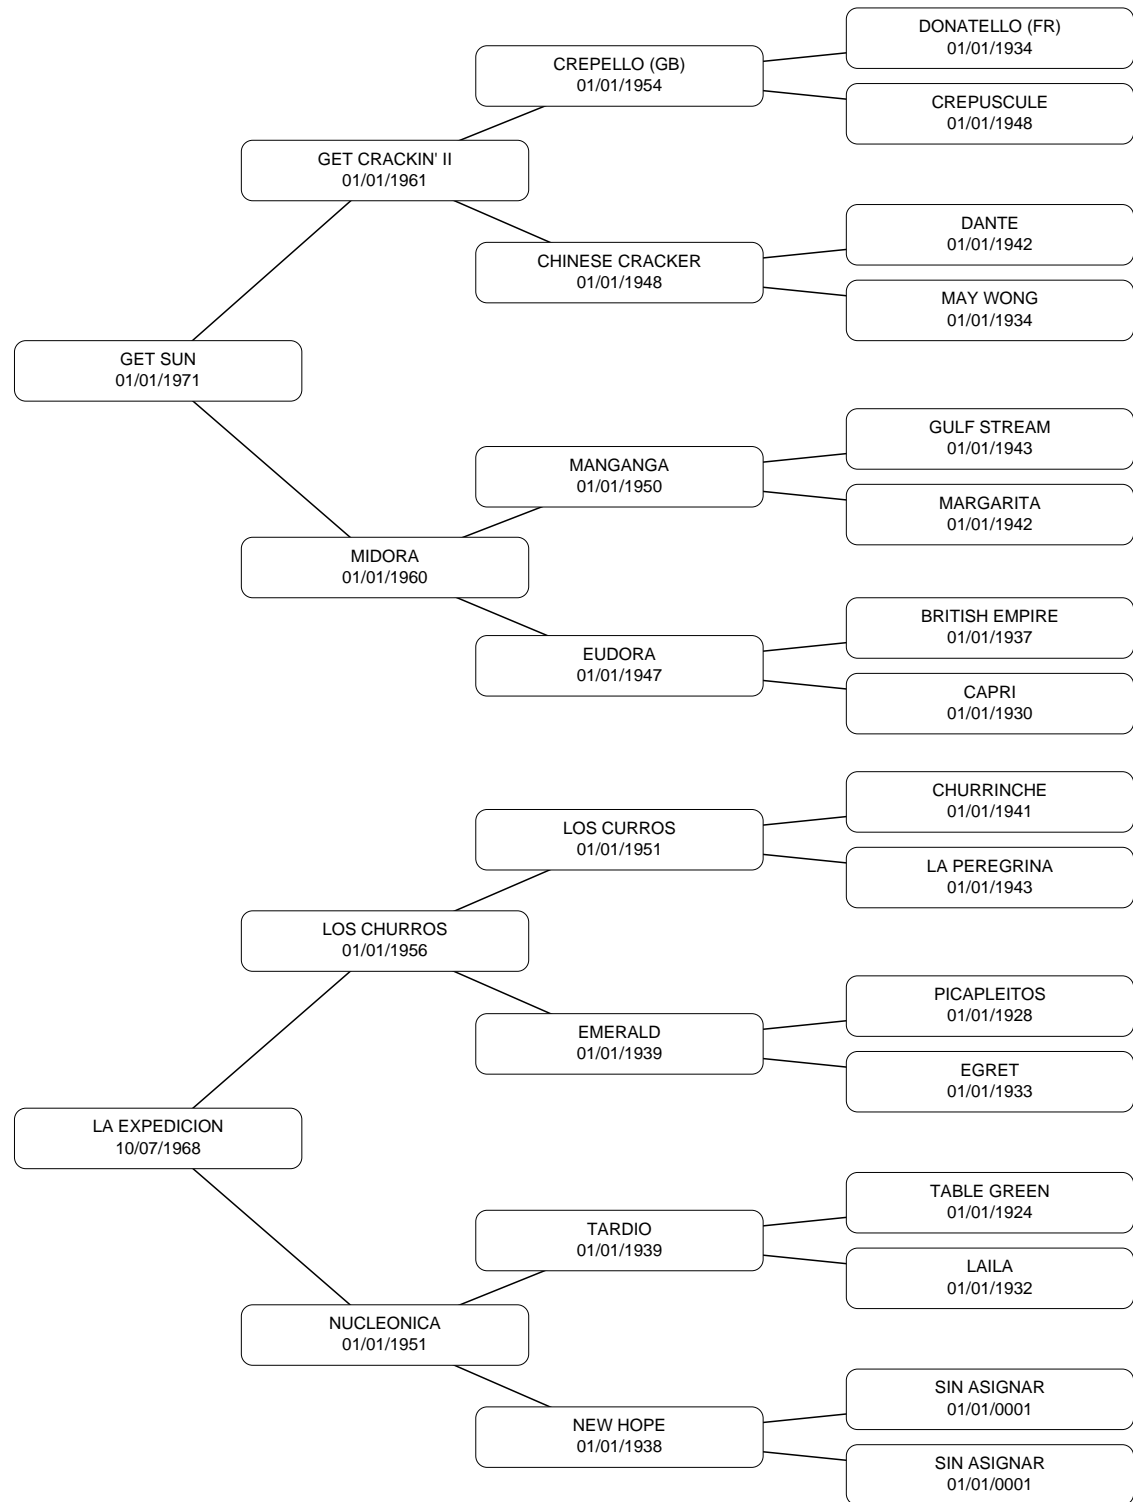 DONATELLO (FR)
01/01/1934
CREPELLO (GB)
01/01/1954
CREPUSCULE
01/01/1948
GET CRACKIN' II
01/01/1961
DANTE
01/01/1942
CHINESE CRACKER
01/01/1948
MAY WONG
01/01/1934
GET SUN
01/01/1971
GULF STREAM
01/01/1943
MANGANGA
01/01/1950
MARGARITA
01/01/1942
MIDORA
01/01/1960
BRITISH EMPIRE
01/01/1937
EUDORA
01/01/1947
CAPRI
01/01/1930
CHURRINCHE
01/01/1941
LOS CURROS
01/01/1951
LA PEREGRINA
01/01/1943
LOS CHURROS
01/01/1956
PICAPLEITOS
01/01/1928
EMERALD
01/01/1939
EGRET
01/01/1933
LA EXPEDICION
10/07/1968
TABLE GREEN
01/01/1924
TARDIO
01/01/1939
LAILA
01/01/1932
NUCLEONICA
01/01/1951
SIN ASIGNAR
01/01/0001
NEW HOPE
01/01/1938
SIN ASIGNAR
01/01/0001